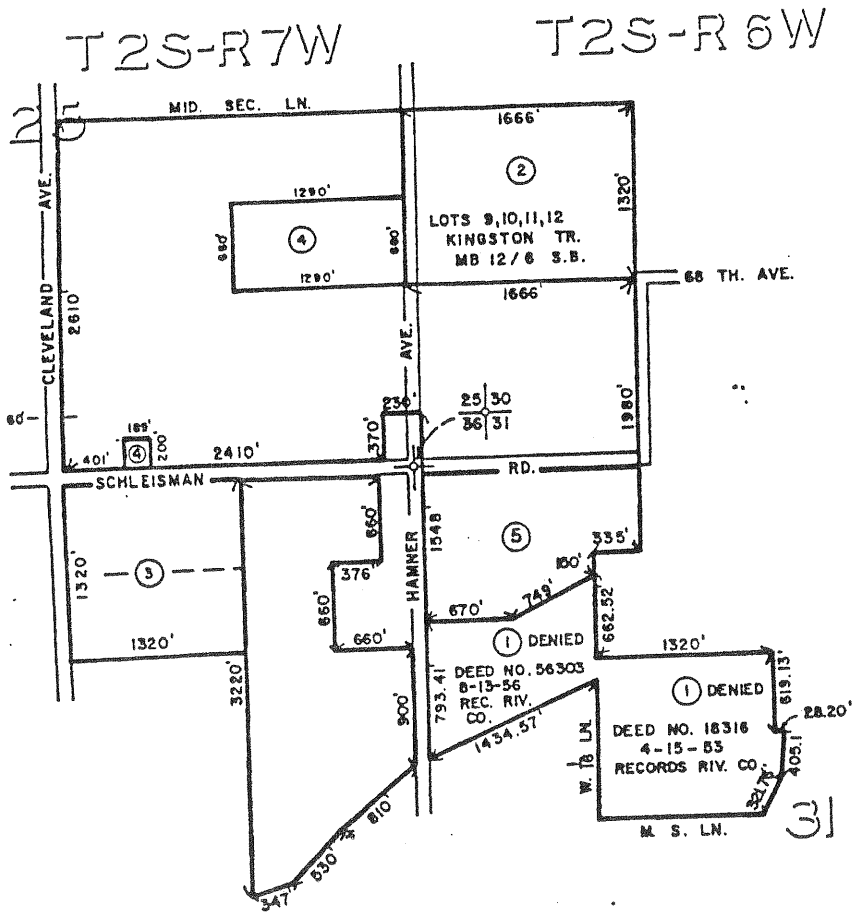 T2S-R7W
T2S-R6W
MID. SEC. LN.
1666'
CLEVELAND AVE.
2610
1290'
660'
4
660'
1290'
2
1320'
LOTS 9,10,11,12
KINGSTON TR.
MB 12/6 S.B.
1666'
68 TH. AVE.
AVE.
1980'
236'
370'
25 30
36 31
60'
401'
189'
200'
4
2410'
SCHLEISMAN
RD.
1320'
3
1320'
3220'
660'
376'
660'
660'
HAMNER
900'
1548'
5
335'
160'
749'
670'
662.52
1 DENIED
DEED NO. 56303
8-13-56
REC. RIV.
CO.
793.41
1434.57'
1320'
619.13'
28.20'
405.1
1 DENIED
DEED NO. 18316
4-15-53
RECORDS RIV. CO.
W. 18 LN.
M. S. LN.
31
810'
530'
347'